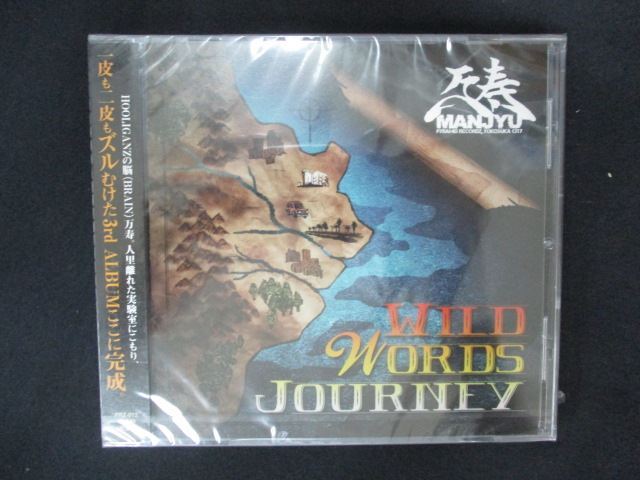 HOOLIGANZの脳(BRAIN)万寿。人里離れた実験室にこもり、
一皮も二皮もズルむけた3rd ALBUMここに完成。
万寿
MANJYU
PYRAMID RECORDZ, YOKOSUKA CITY
WILD
WORDS
JOURNEY